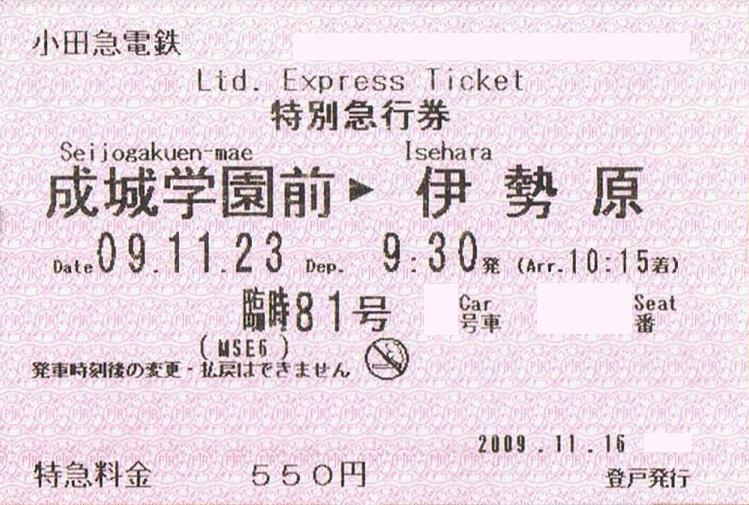 小田急電鉄
Ltd. Express Ticket
特別急行券
Seijogakuen-mae Isehara
成城学園前 ▶ 伊勢原
Date 09.11.23 Dep. 9:30発 (Arr.10:15着)
臨時81号 Car 号車 Seat 番
(MSE6)
発車時刻後の変更・払戻はできません
2009.11.16
特急料金 550円 登戸発行